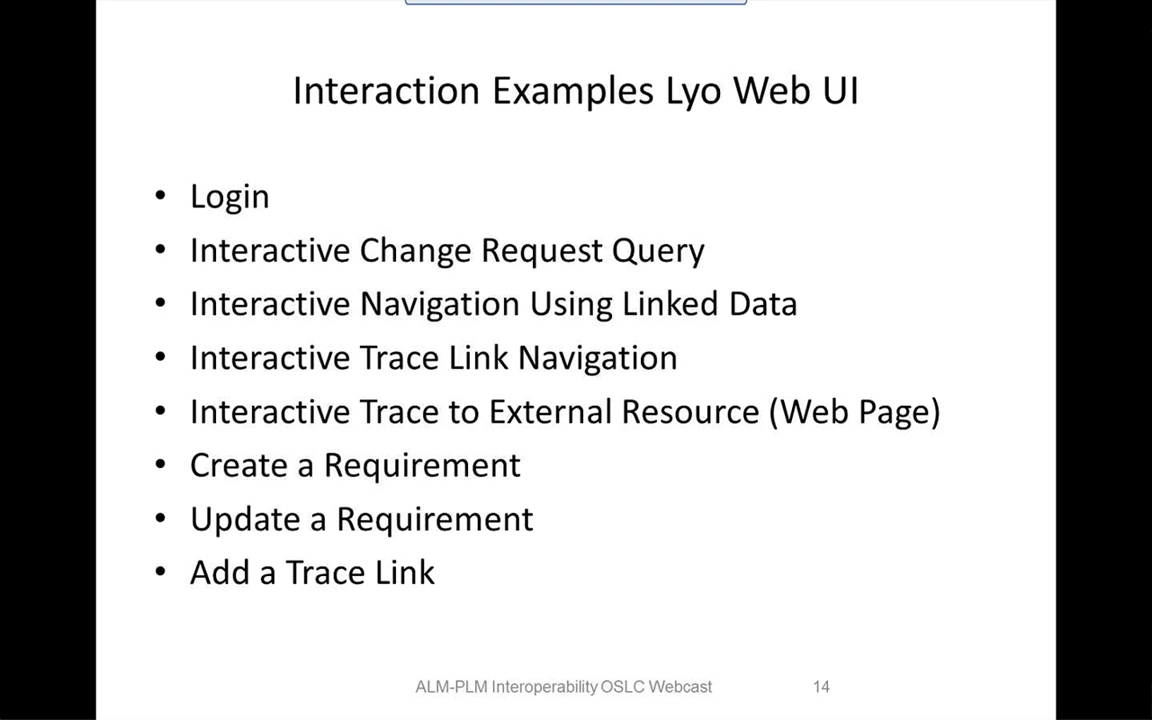 Interaction Examples Lyo Web UI
• Login
• Interactive Change Request Query
• Interactive Navigation Using Linked Data
• Interactive Trace Link Navigation
• Interactive Trace to External Resource (Web Page)
• Create a Requirement
• Update a Requirement
• Add a Trace Link
ALM-PLM Interoperability OSLC Webcast 14